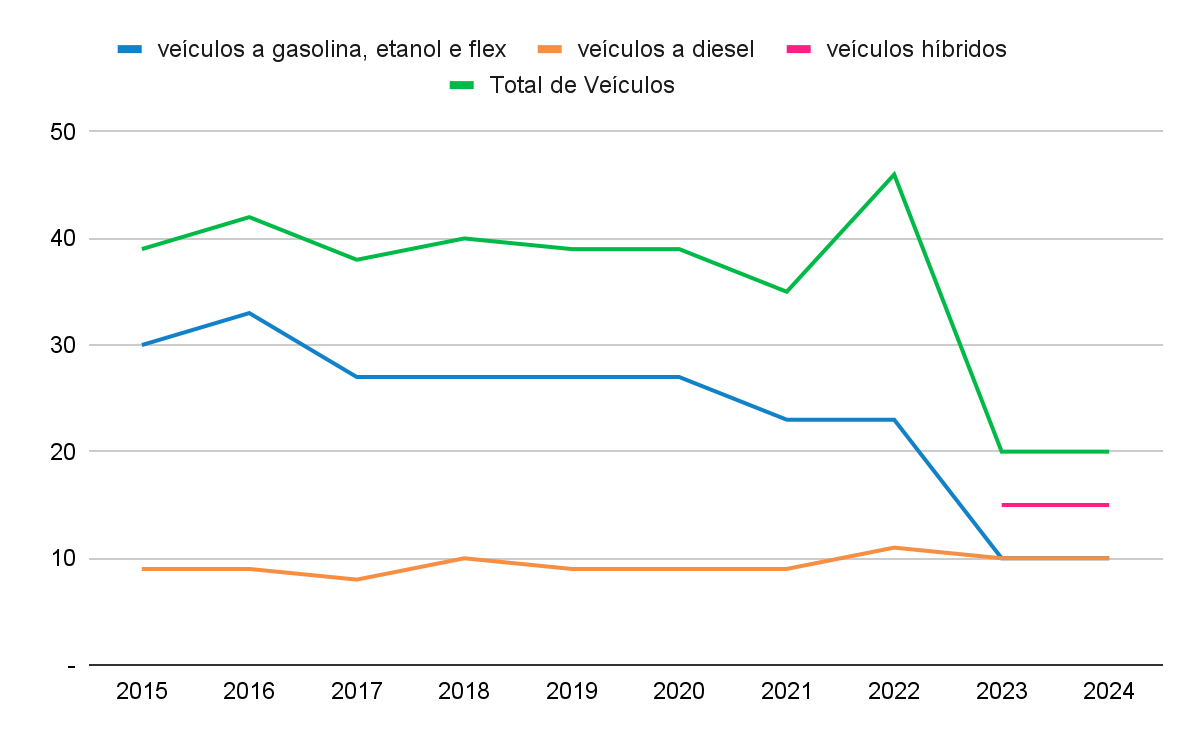 veículos a gasolina, etanol e flex veículos a diesel veículos híbridos
Total de Veículos
50
40
30
20
10
-
2015 2016 2017 2018 2019 2020 2021 2022 2023 2024